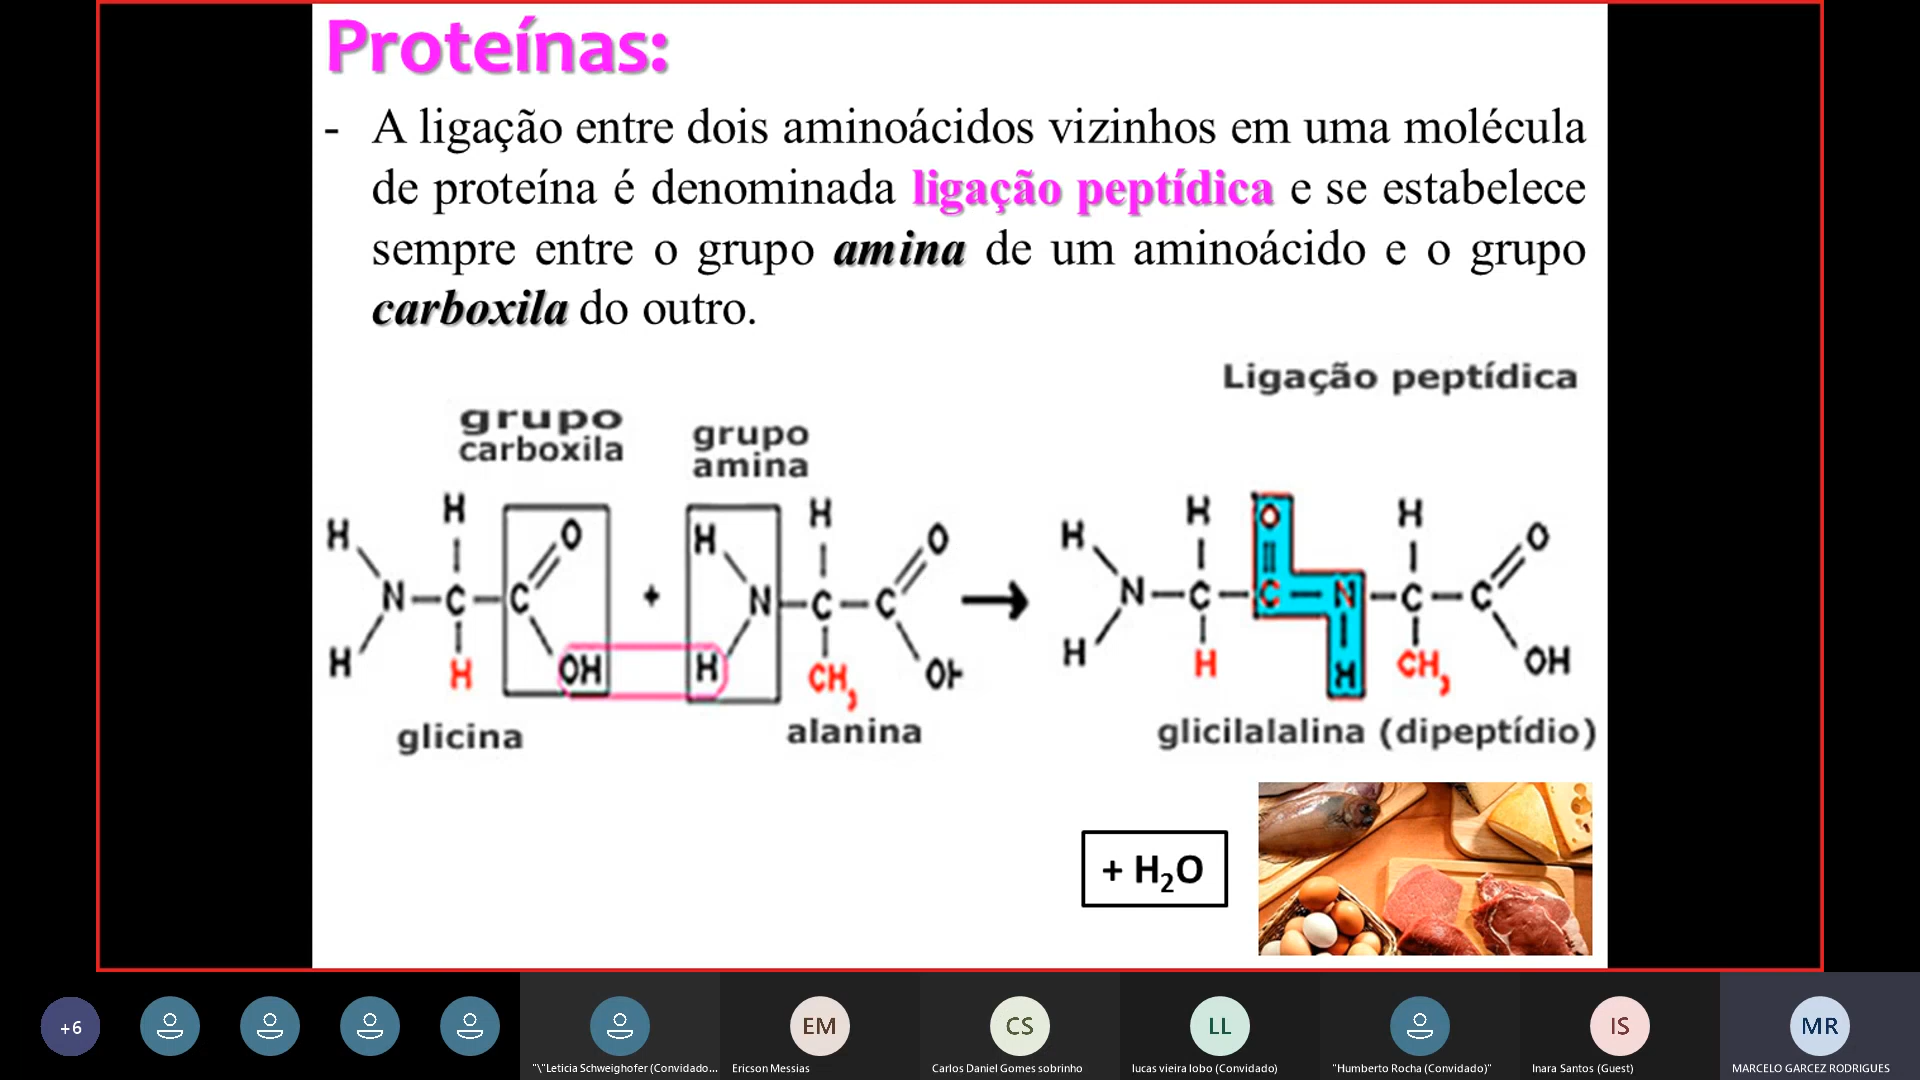 Proteínas:
- A ligação entre dois aminoácidos vizinhos em uma molécula
de proteína é denominada ligação peptídica e se estabelece
sempre entre o grupo amina de um aminoácido e o grupo
carboxila do outro.
Ligação peptídica
grupo
carboxila
grupo
amina
H H O + H H O → H H O H O
N—C—C N—C—C N—C—C—N—C—C
H H OH H CH₃ OH H H H CH₃ OH
glicina
alanina
glicilalalina (dipeptídio)
+ H₂O
+6
EM
CS
LL
IS
MR
"\"Leticia Schweighofer (Convidado...
Ericson Messias
Carlos Daniel Gomes sobrinho
lucas vieira lobo (Convidado)
"Humberto Rocha (Convidado)"
Inara Santos (Guest)
MARCELO GARCEZ RODRIGUES